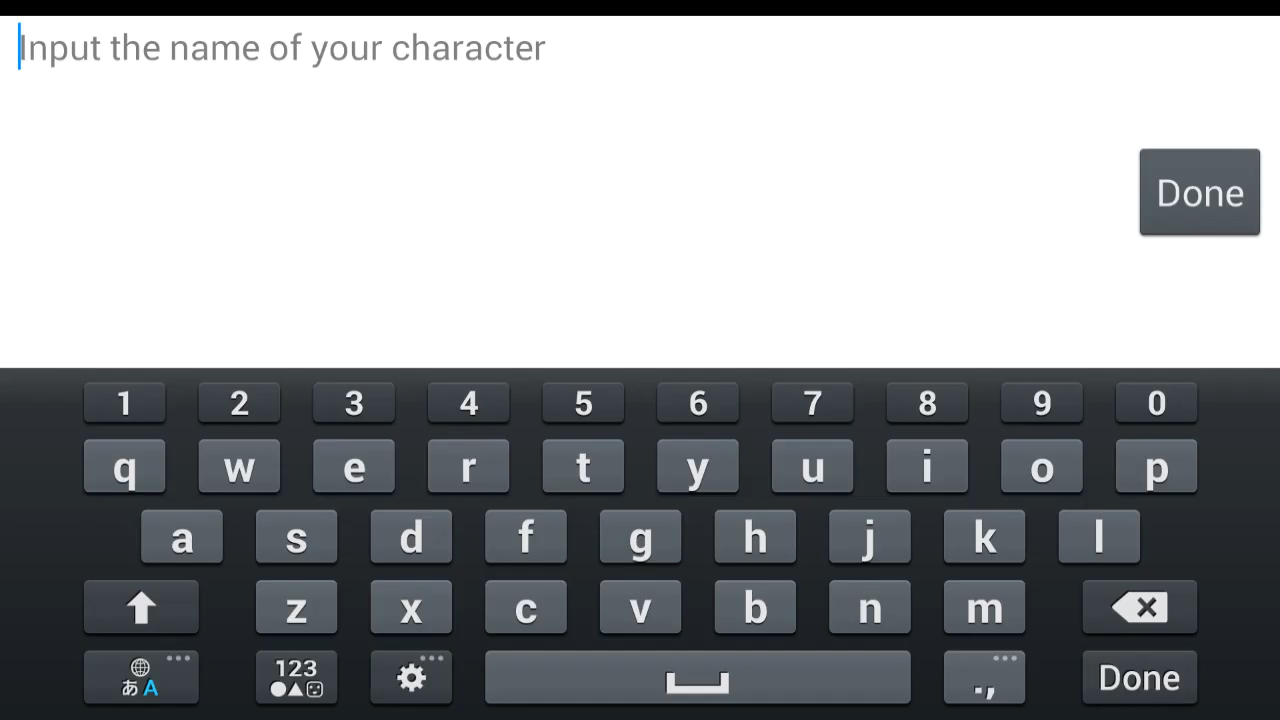 Input the name of your character
Done
1 2 3 4 5 6 7 8 9 0
q w e r t y u i o p
a s d f g h j k l
z x c v b n m
あA 123 ., Done